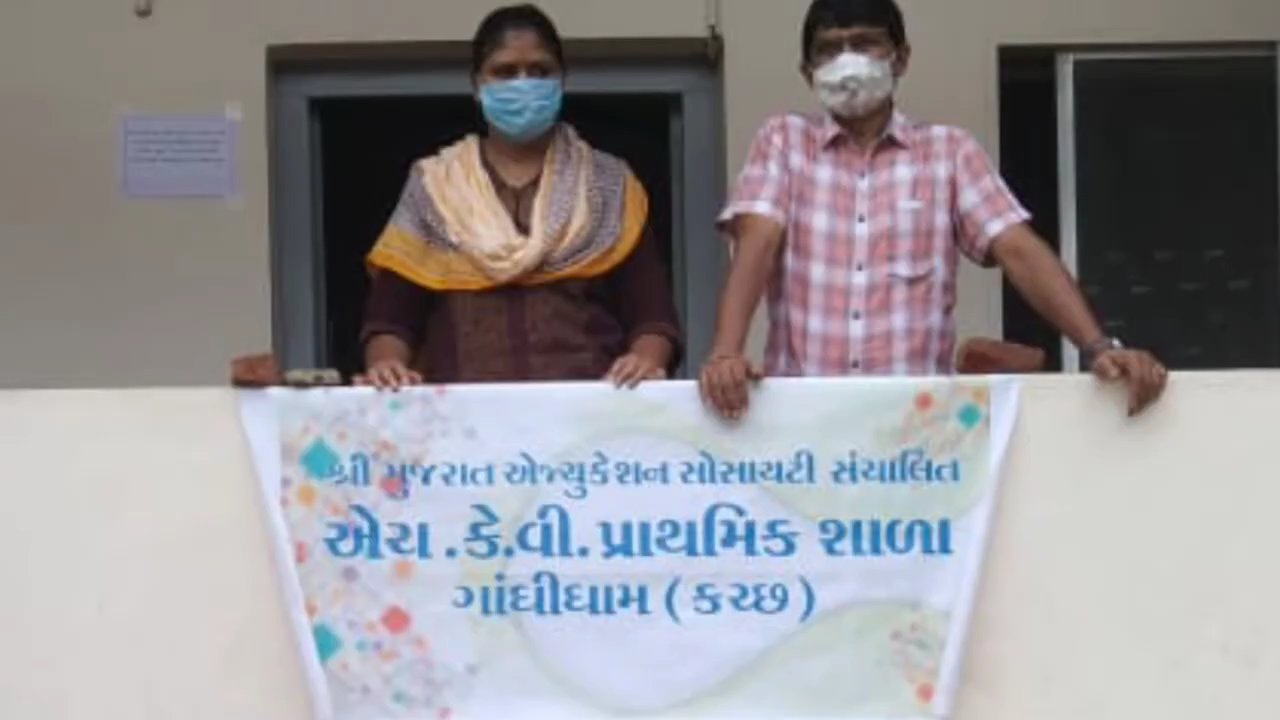 શ્રી ગુજરાત એજ્યુકેશન સોસાયટી સંચાલિત
એચ.કે.વી. પ્રાથમિક શાળા
ગાંધીધામ ( કચ્છ )